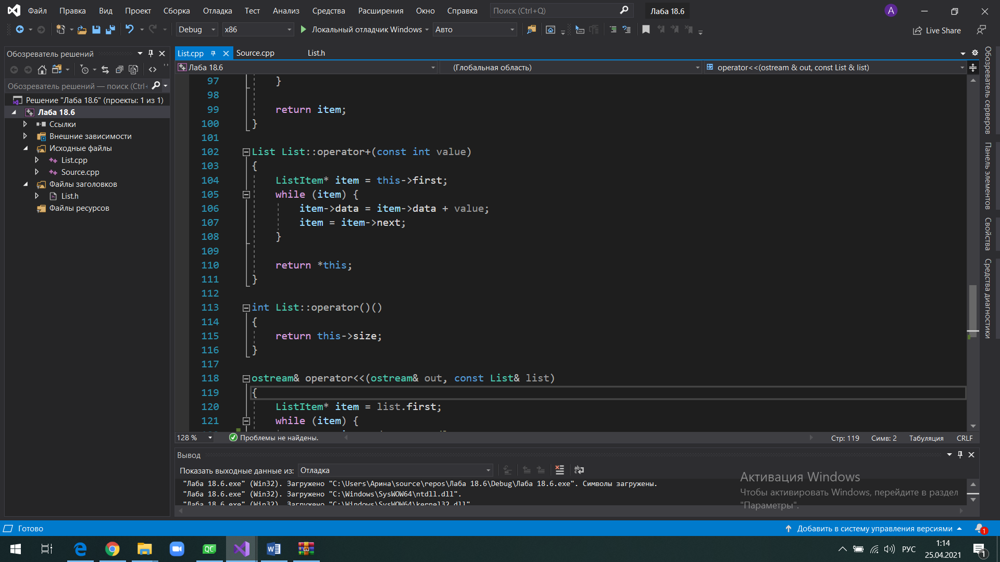 Файл Правка Вид Проект Сборка Отладка Тест Анализ Средства Расширения Окно Справка Поиск (Ctrl+Q) Лаба 18.6 A
Debug x86 Локальный отладчик Windows Авто Live Share
Обозреватель решений
Обозреватель решений — поиск (Ctrl+
Решение "Лаба 18.6" (проекты: 1 из 1)
Лаба 18.6
Ссылки
Внешние зависимости
Исходные файлы
List.cpp
Source.cpp
Файлы заголовков
List.h
Файлы ресурсов
List.cpp Source.cpp List.h
Лаба 18.6 (Глобальная область) operator<<(ostream & out, const List & list)
97 }
98
99 return item;
100 }
101
102 List List::operator+(const int value)
103 {
104 ListItem* item = this->first;
105 while (item) {
106 item->data = item->data + value;
107 item = item->next;
108 }
109
110 return *this;
111 }
112
113 int List::operator()()
114 {
115 return this->size;
116 }
117
118 ostream& operator<<(ostream& out, const List& list)
119 {
120 ListItem* item = list.first;
121 while (item) {
128 % Проблемы не найдены. Стр: 119 Симв: 2 Табуляция CRLF
Вывод
Показать выходные данные из: Отладка
"Лаба 18.6.exe" (Win32). Загружено "C:\Users\Арина\source\repos\Лаба 18.6\Debug\Лаба 18.6.exe". Символы загружены.
"Лаба 18.6.exe" (Win32). Загружено "C:\Windows\SysWOW64\ntdll.dll".
"Лаба 18.6.exe" (Win32). Загружено "C:\Windows\SysWOW64\kernel32.dll"
Активация Windows
Чтобы активировать Windows, перейдите в раздел
"Параметры".
Обозреватель серверов
Панель элементов
Свойства
Средства диагностики
Готово Добавить в систему управления версиями 1
QC РУС 1:14
25.04.2021 1